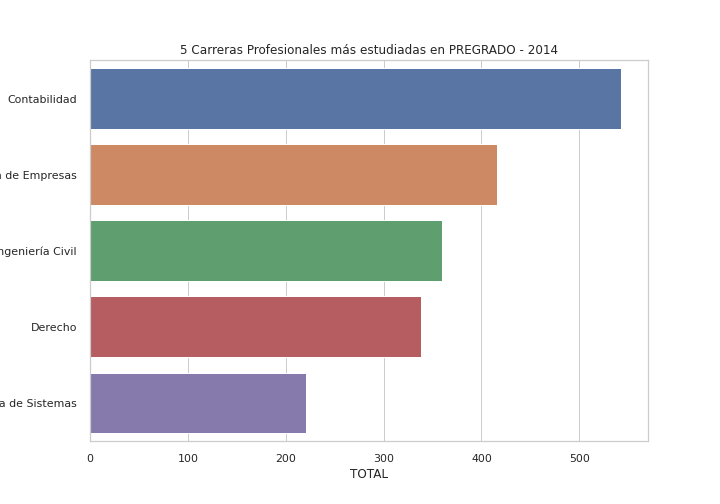 5 Carreras Profesionales más estudiadas en PREGRADO - 2014
Contabilidad
de Empresas
ngeniería Civil
Derecho
a de Sistemas
0 100 200 300 400 500
TOTAL